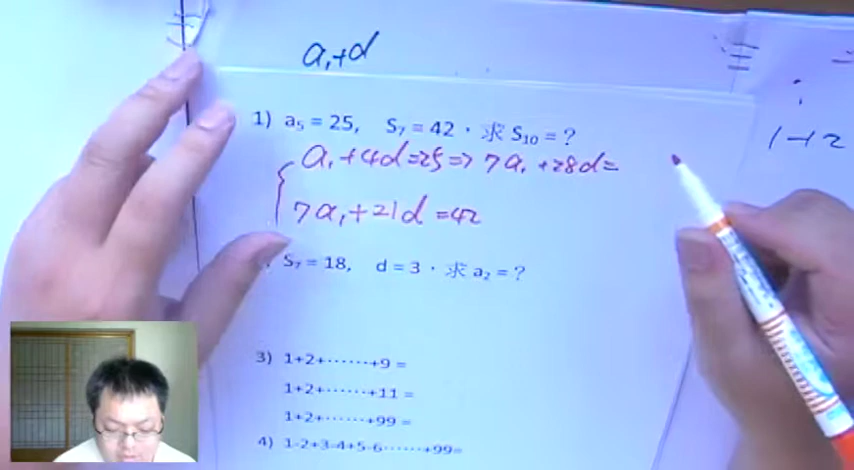 a₁+d
1) a₅ = 25, S₇ = 42，求 S₁₀ = ?
a₁+4d=25⇒7a₁+28d=
7a₁+21d=42
S₇ = 18, d = 3，求 a₂ = ?
3) 1+2+⋯⋯+9 =
1+2+⋯⋯+11 =
1+2+⋯⋯+99 =
4) 1-2+3-4+5-6⋯⋯+99=